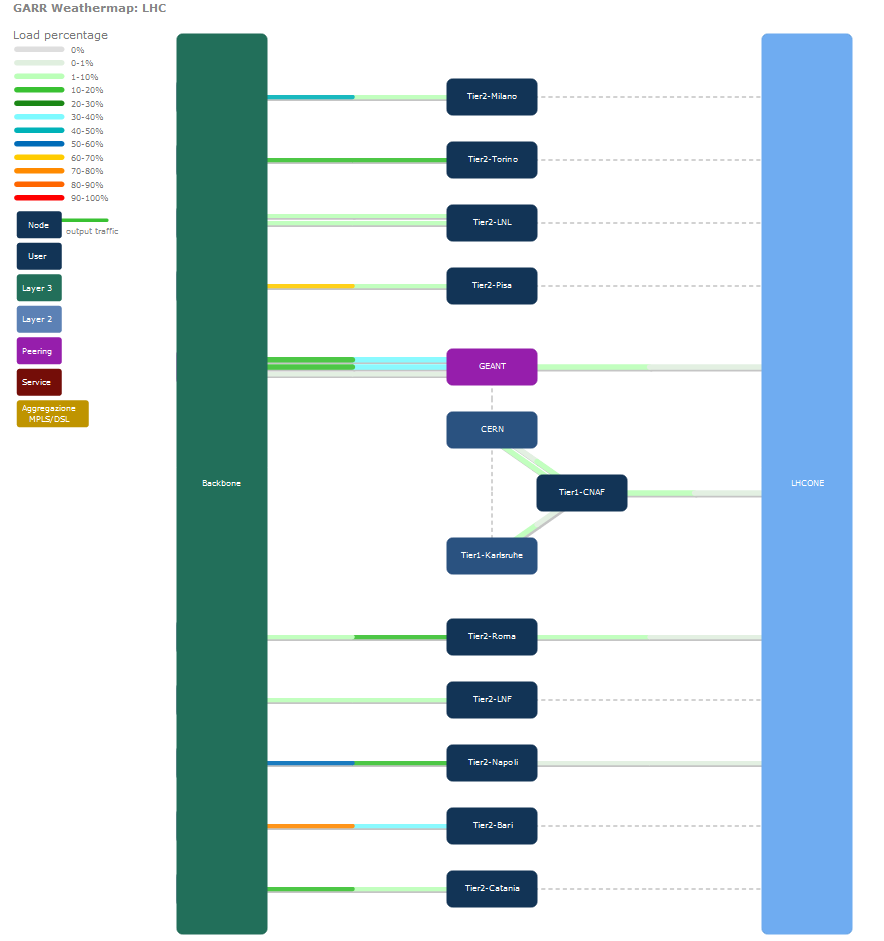 GARR Weathermap: LHC
Load percentage
0%
0-1%
1-10%
10-20%
20-30%
30-40%
40-50%
50-60%
60-70%
70-80%
80-90%
90-100%
Node
output traffic
User
Layer 3
Layer 2
Peering
Service
Aggregazione
MPLS/DSL
Backbone
Tier2-Milano
Tier2-Torino
Tier2-LNL
Tier2-Pisa
GEANT
CERN
Tier1-CNAF
Tier1-Karlsruhe
Tier2-Roma
Tier2-LNF
Tier2-Napoli
Tier2-Bari
Tier2-Catania
LHCONE